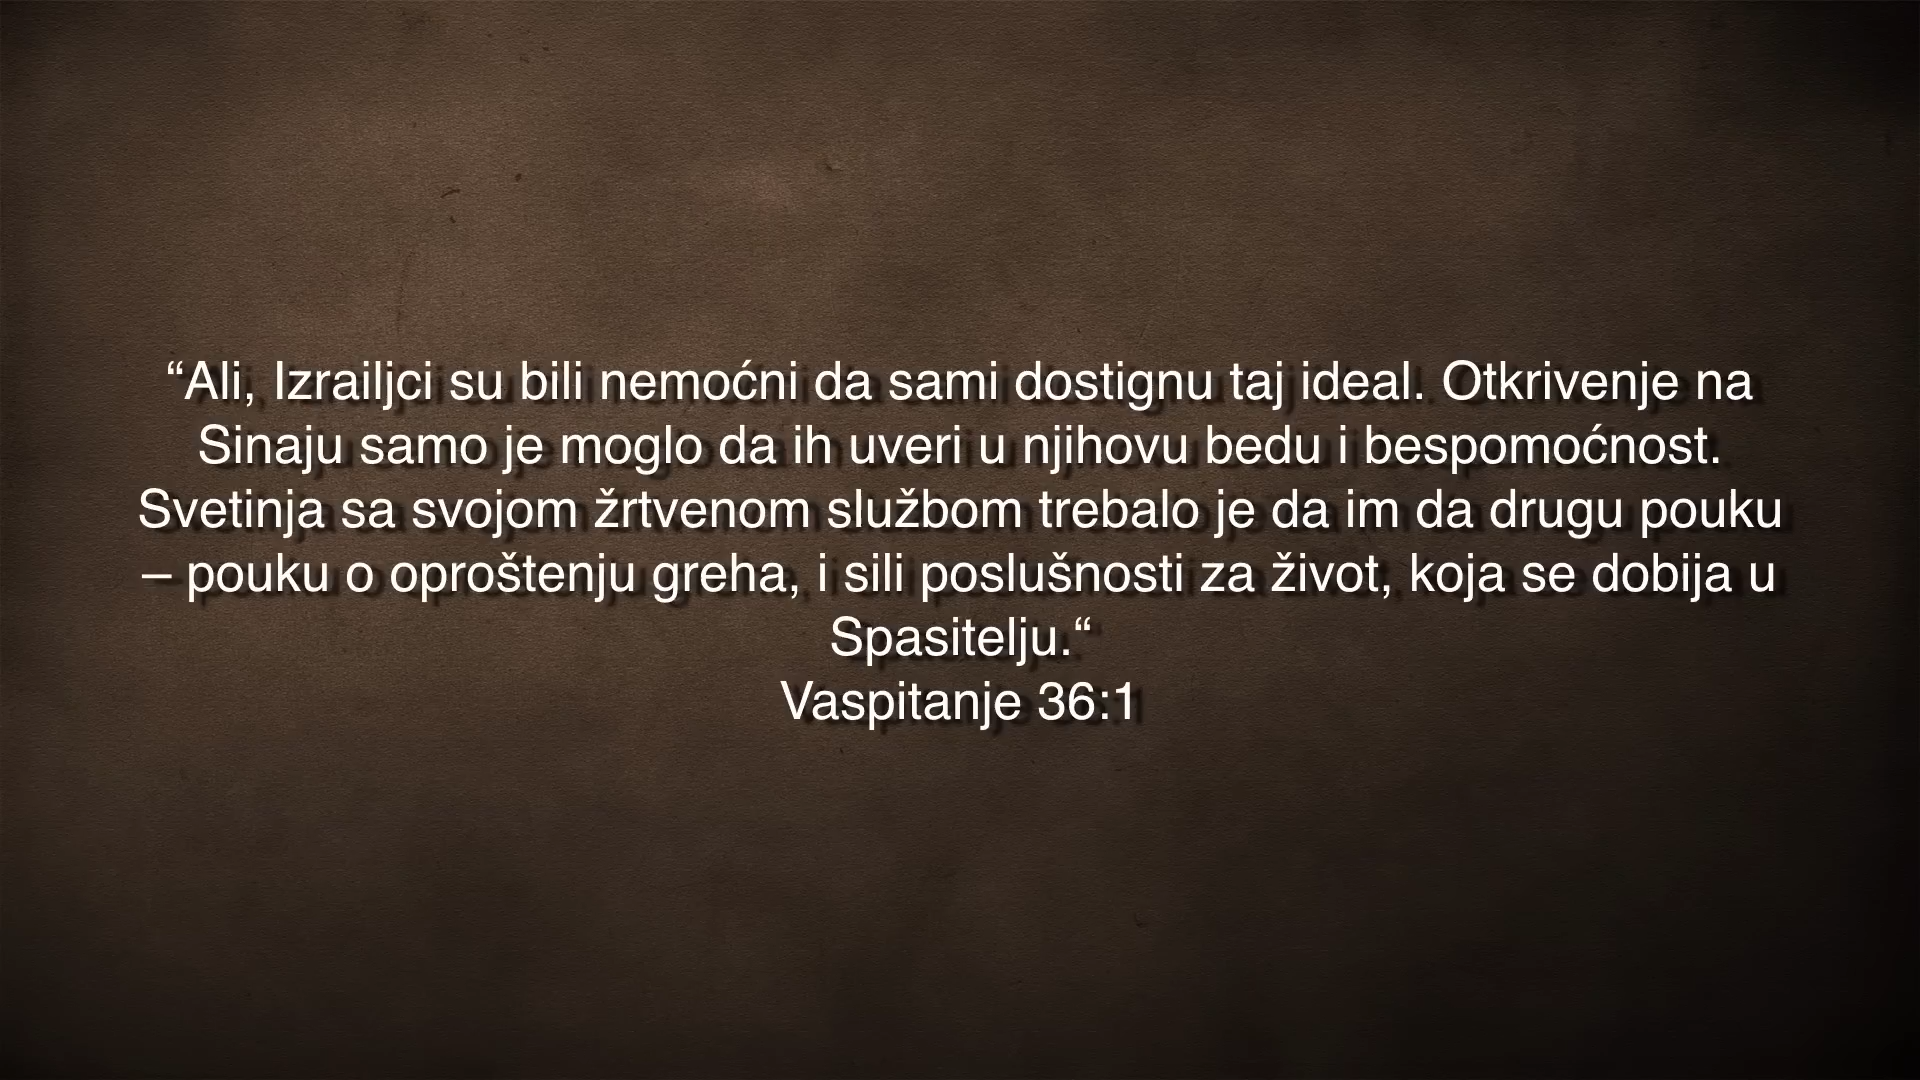 “Ali, Izrailjci su bili nemoćni da sami dostignu taj ideal. Otkrivenje na
Sinaju samo je moglo da ih uveri u njihovu bedu i bespomoćnost.
Svetinja sa svojom žrtvenom službom trebalo je da im da drugu pouku
– pouku o oproštenju greha, i sili poslušnosti za život, koja se dobija u
Spasitelju.“
Vaspitanje 36:1